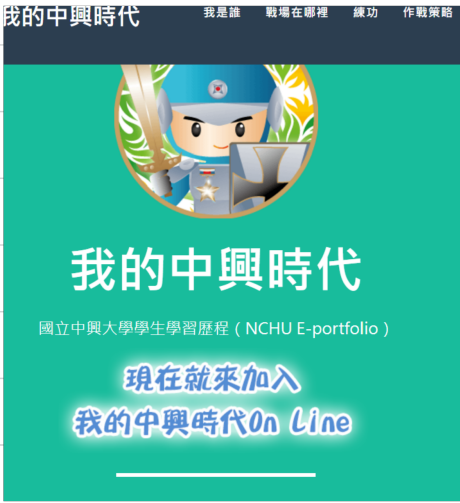 我的中興時代
我是誰 戰場在哪裡 練功 作戰策略
我的中興時代
國立中興大學學生學習歷程 ( NCHU E-portfolio )
現在就來加入
我的中興時代On Line